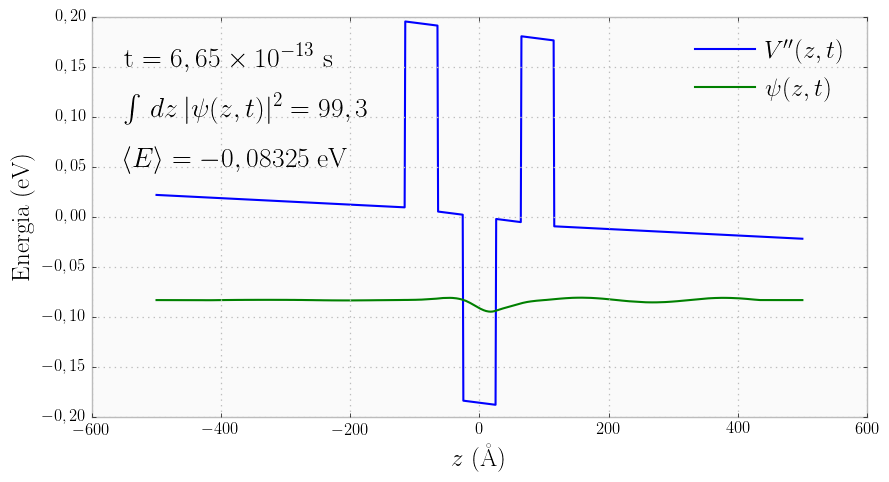 t = 6, 65 × 10⁻¹³ s
∫ dz |ψ(z, t)|² = 99, 3
⟨E⟩ = −0, 08325 eV
V′′(z, t)
ψ(z, t)
Energia (eV)
0, 20
0, 15
0, 10
0, 05
0, 00
−0, 05
−0, 10
−0, 15
−0, 20
−600 −400 −200 0 200 400 600
z (Å)